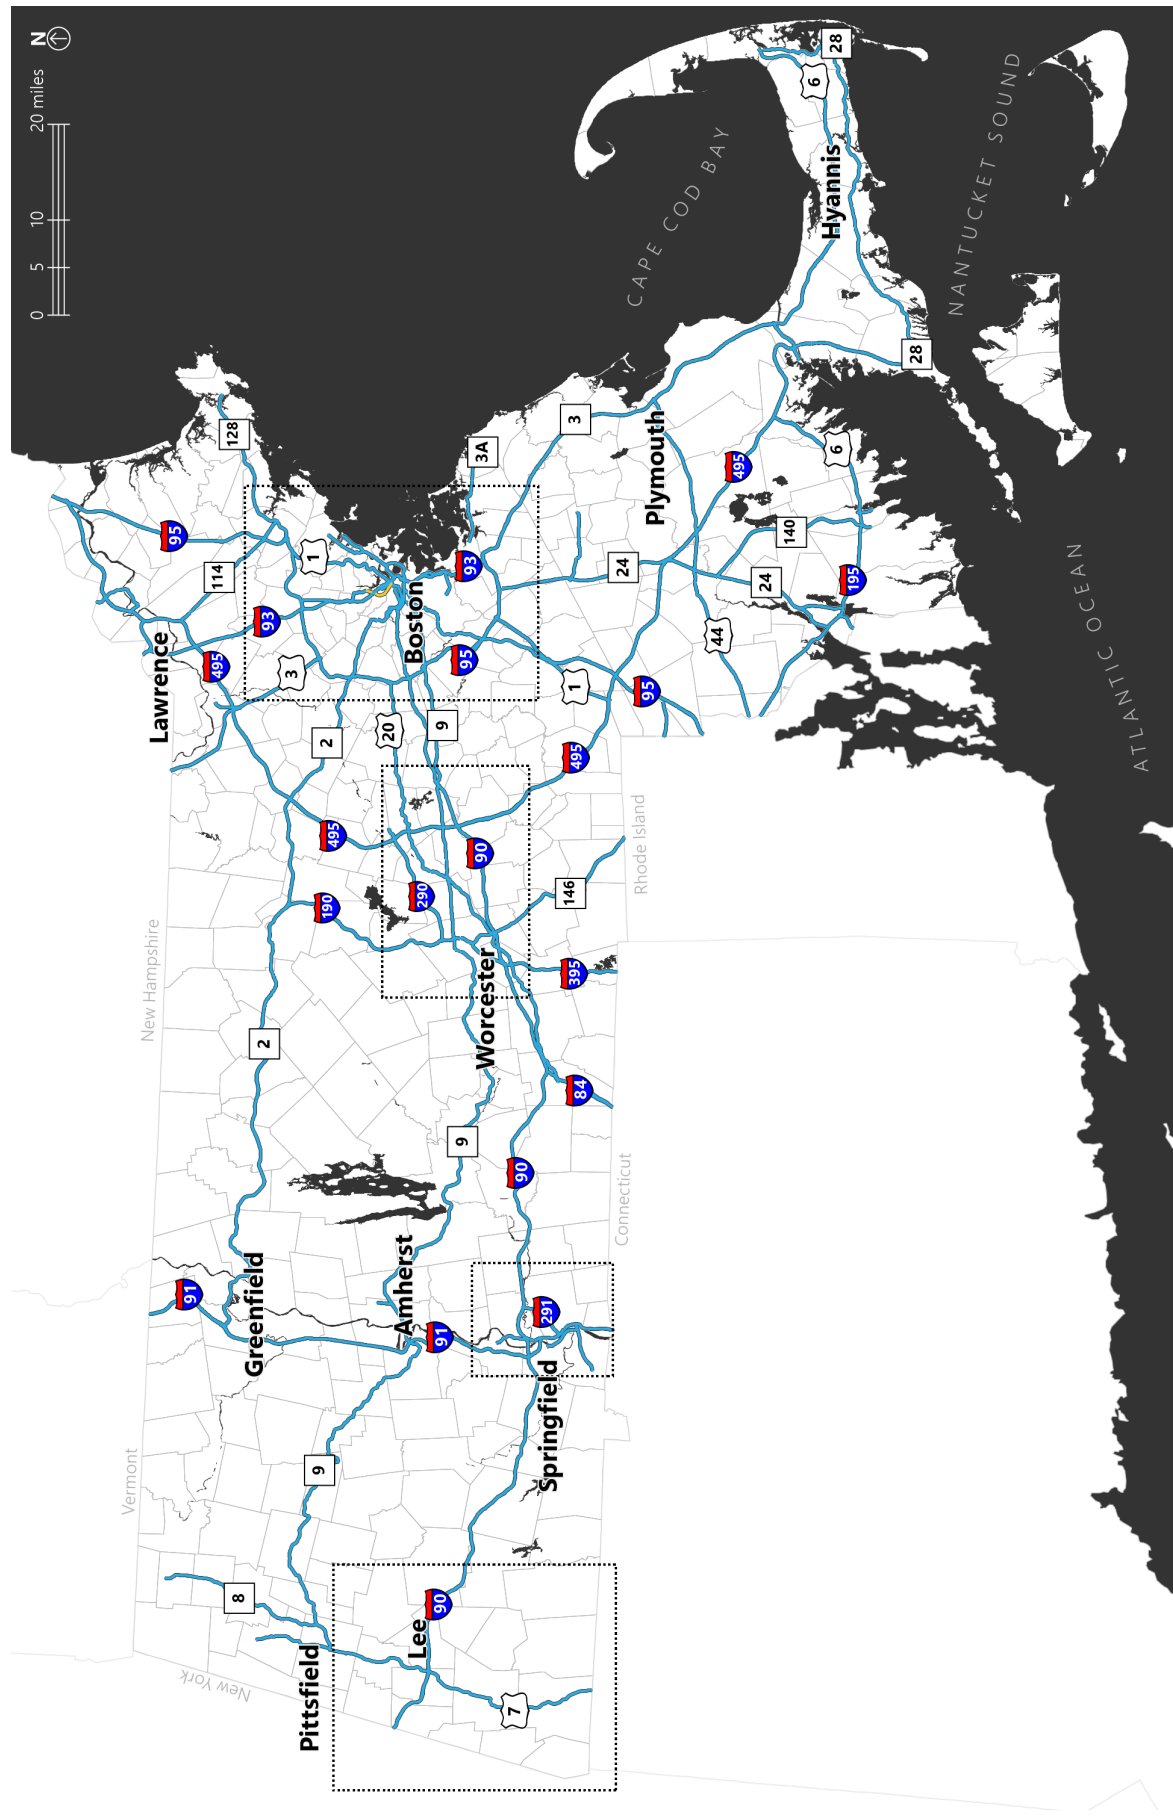 N
0 5 10 20 miles
New Hampshire
Vermont
New York
Rhode Island
Connecticut
CAPE COD BAY
NANTUCKET SOUND
ATLANTIC OCEAN
Pittsfield
Lee
Greenfield
Amherst
Springfield
Worcester
Lawrence
Boston
Plymouth
Hyannis
8
7
90
9
91
91
291
90
9
84
2
395
190
290
90
146
495
2
20
9
495
495
3
93
114
95
128
1
93
95
1
95
3A
3
24
44
24
140
495
195
6
28
6
28